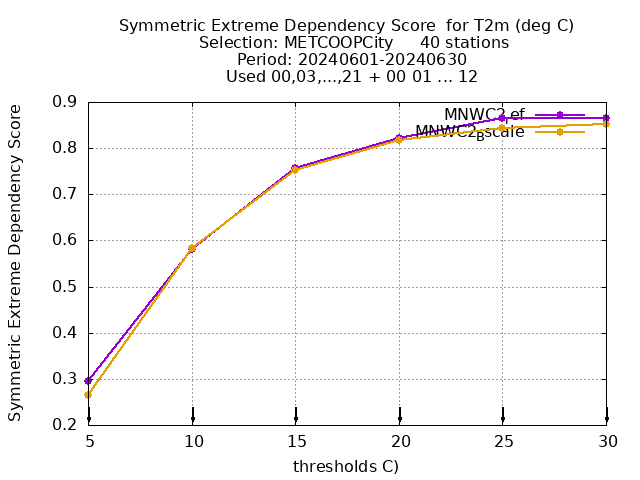 Symmetric Extreme Dependency Score for T2m (deg C)
Selection: METCOOPCity 40 stations
Period: 20240601-20240630
Used 00,03,...,21 + 00 01 ... 12
Symmetric Extreme Dependency Score
0.9
0.8
0.7
0.6
0.5
0.4
0.3
0.2
MNWC2
MNWC2Bscale
5
10
15
20
25
30
thresholds C)